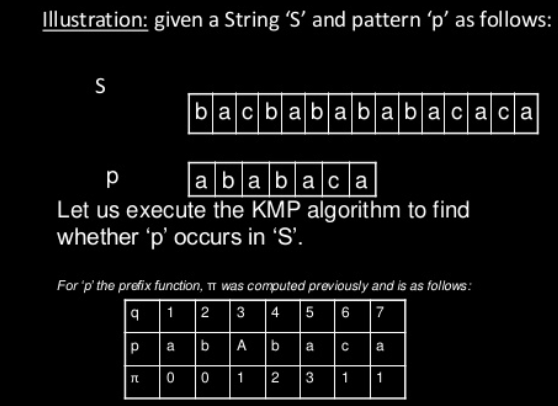 Illustration: given a String ‘S’ and pattern ‘p’ as follows:
S
b a c b a b a b a b a c a c a
p a b a b a c a
Let us execute the KMP algorithm to find
whether ‘p’ occurs in ‘S’.
For ‘p’ the prefix function, π was computed previously and is as follows:
q 1 2 3 4 5 6 7
p a b A b a c a
π 0 0 1 2 3 1 1